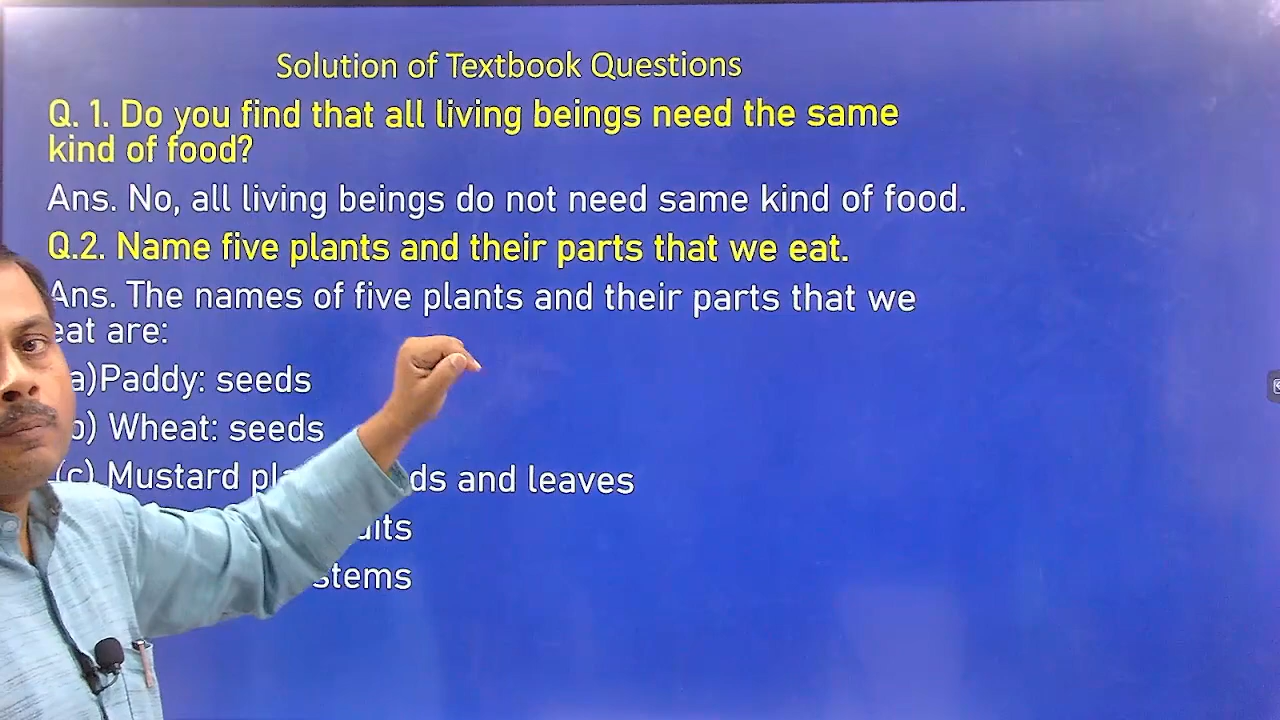 Solution of Textbook Questions
Q. 1. Do you find that all living beings need the same
kind of food?
Ans. No, all living beings do not need same kind of food.
Q.2. Name five plants and their parts that we eat.
Ans. The names of five plants and their parts that we
eat are:
a)Paddy: seeds
b) Wheat: seeds
(c) Mustard and leaves
stems